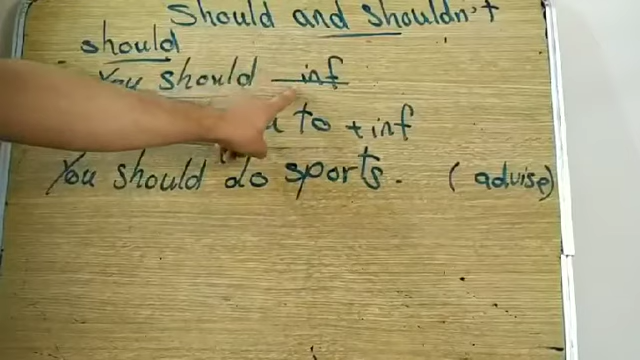 should and shouldn't
should
You should inf
to + inf
You should do sports. (advise)